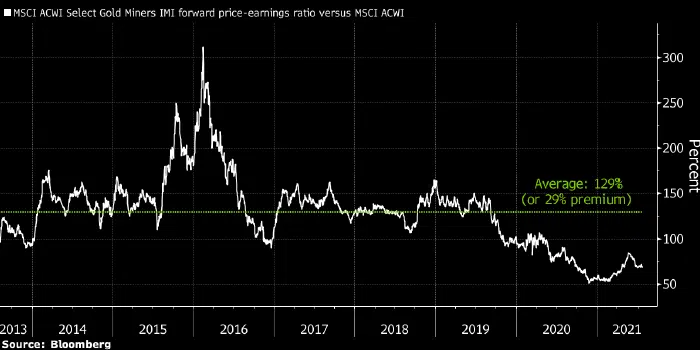 MSCI ACWI Select Gold Miners IMI forward price-earnings ratio versus MSCI ACWI
300
250
200
Percent
Average: 129%
(or 29% premium)
150
100
50
2013 2014 2015 2016 2017 2018 2019 2020 2021
Source: Bloomberg